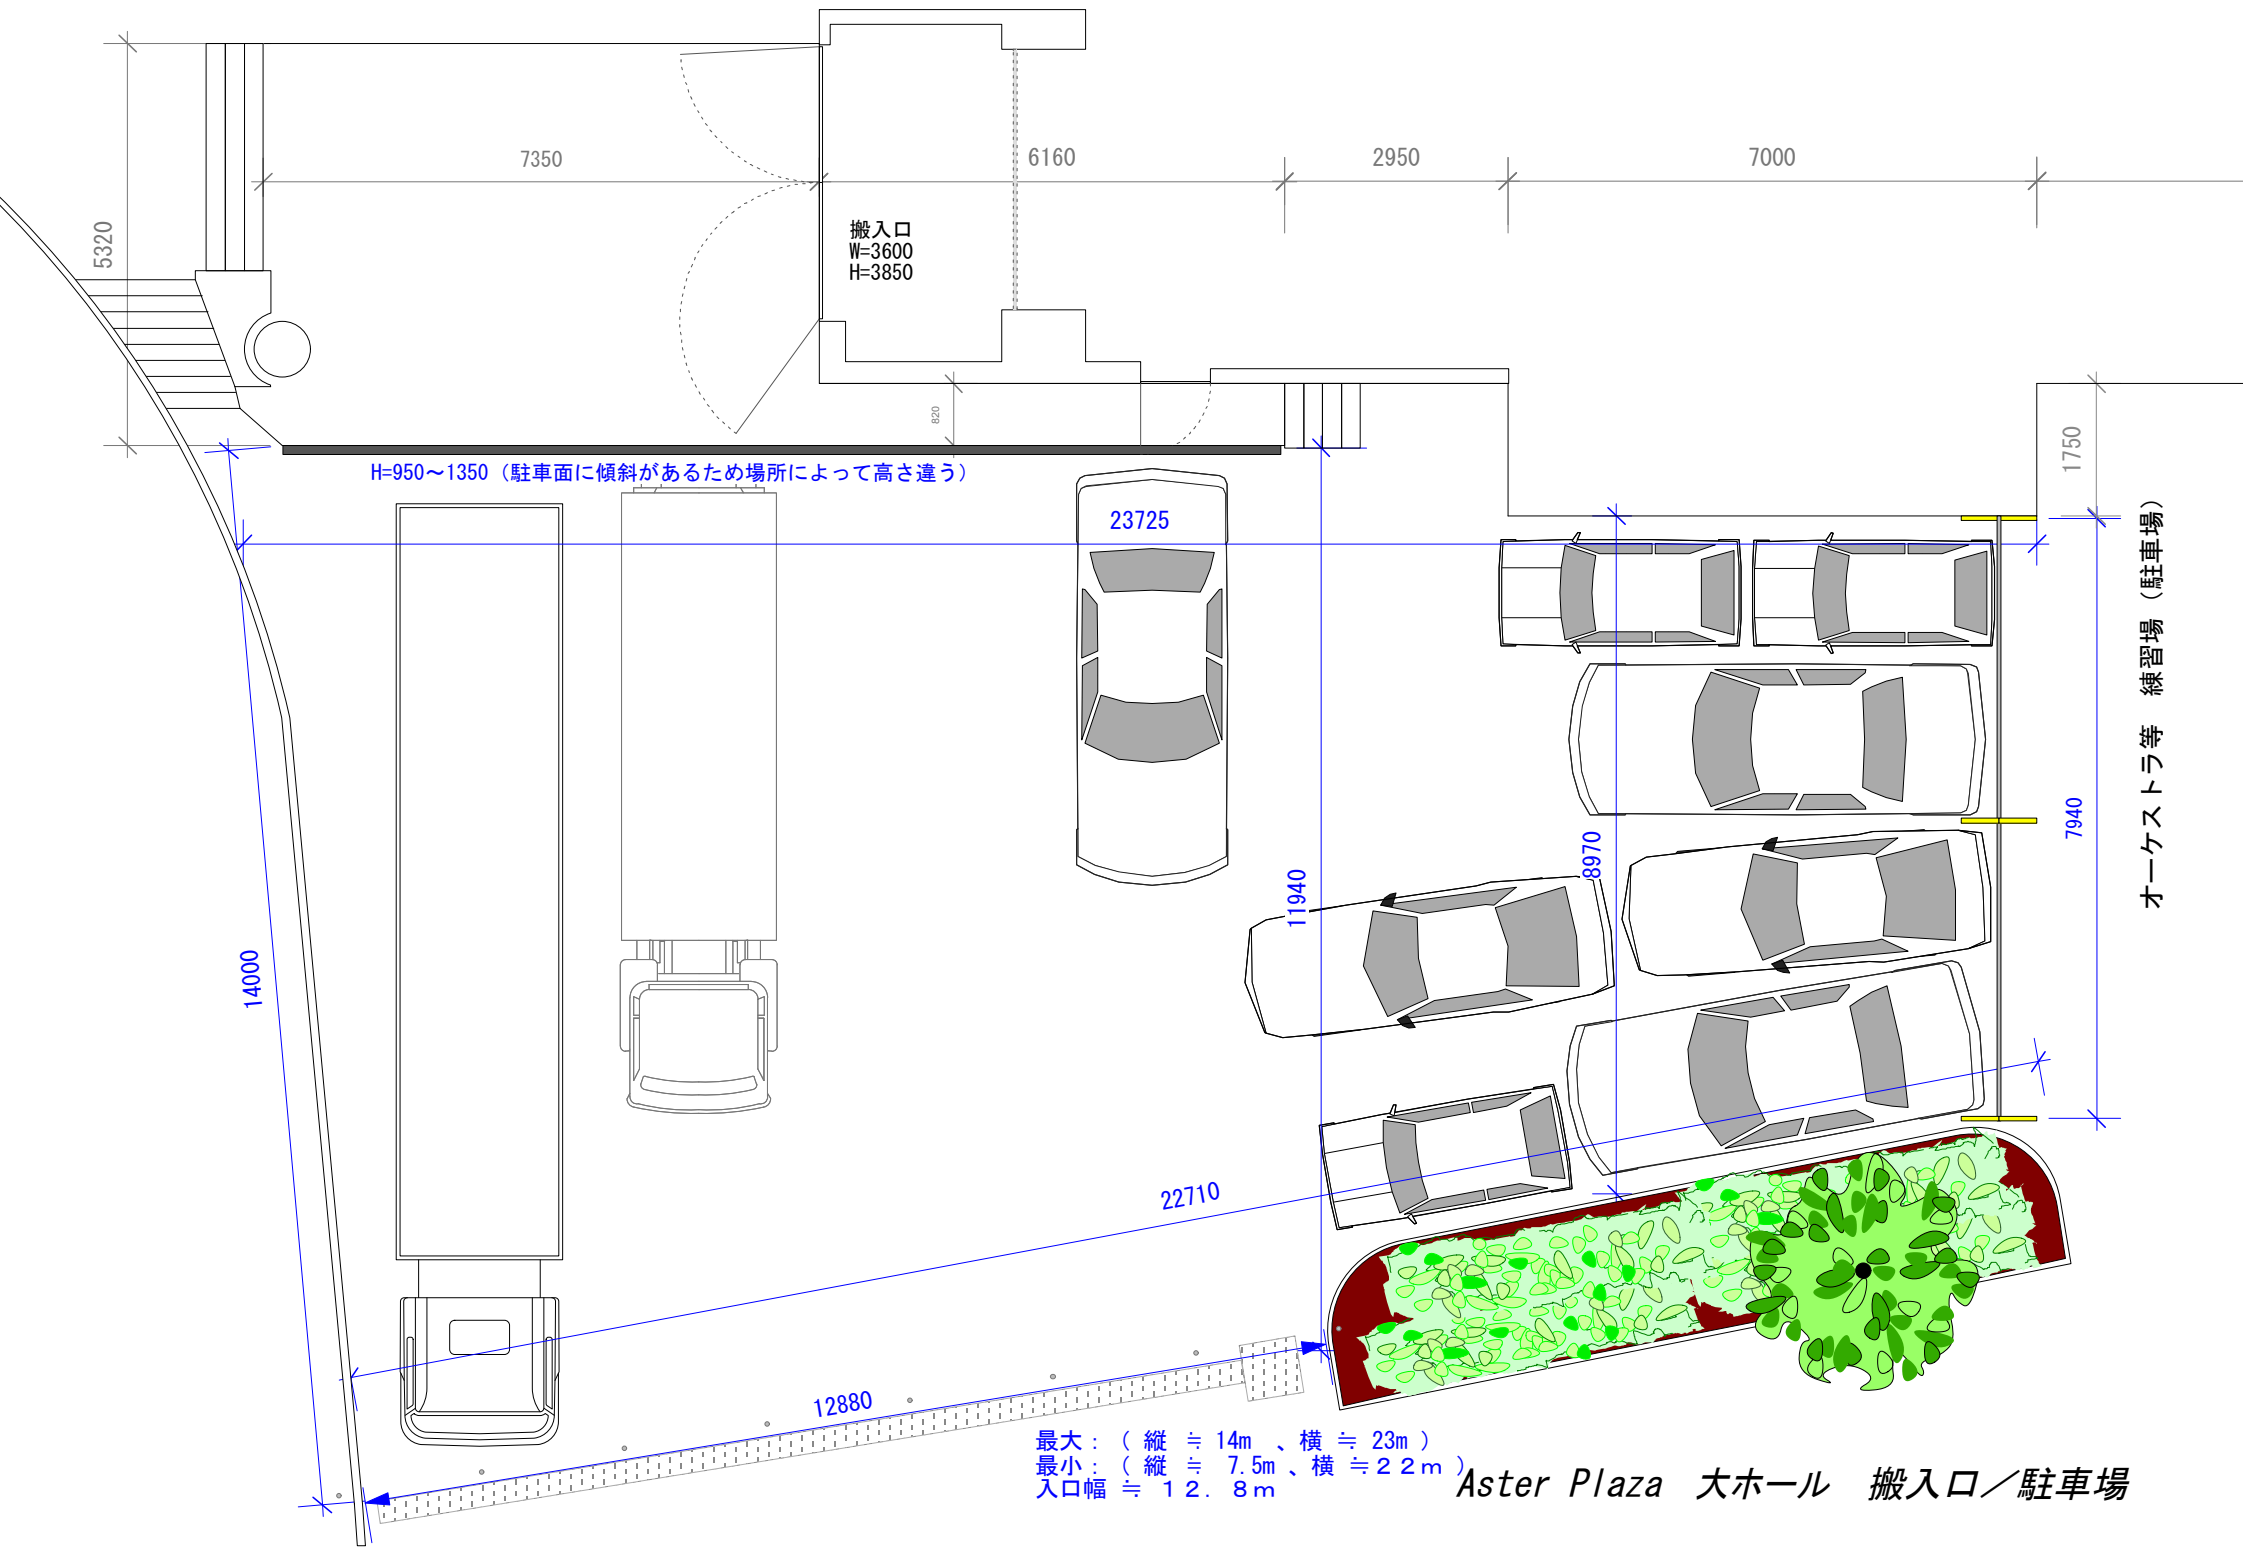 7350
6160
2950
7000
5320
搬入口
W=3600
H=3850
820
1750
H=950～1350（駐車面に傾斜があるため場所によって高さ違う）
23725
オーケストラ等　練習場（駐車場）
7940
8970
11940
14000
22710
12880
最大：（ 縦 ≒ 14m 、横 ≒ 23m ）
最小：（ 縦 ≒ 7.5m 、横 ≒２２ｍ ）
入口幅 ≒ １２．８ｍ
Aster Plaza　大ホール　搬入口／駐車場